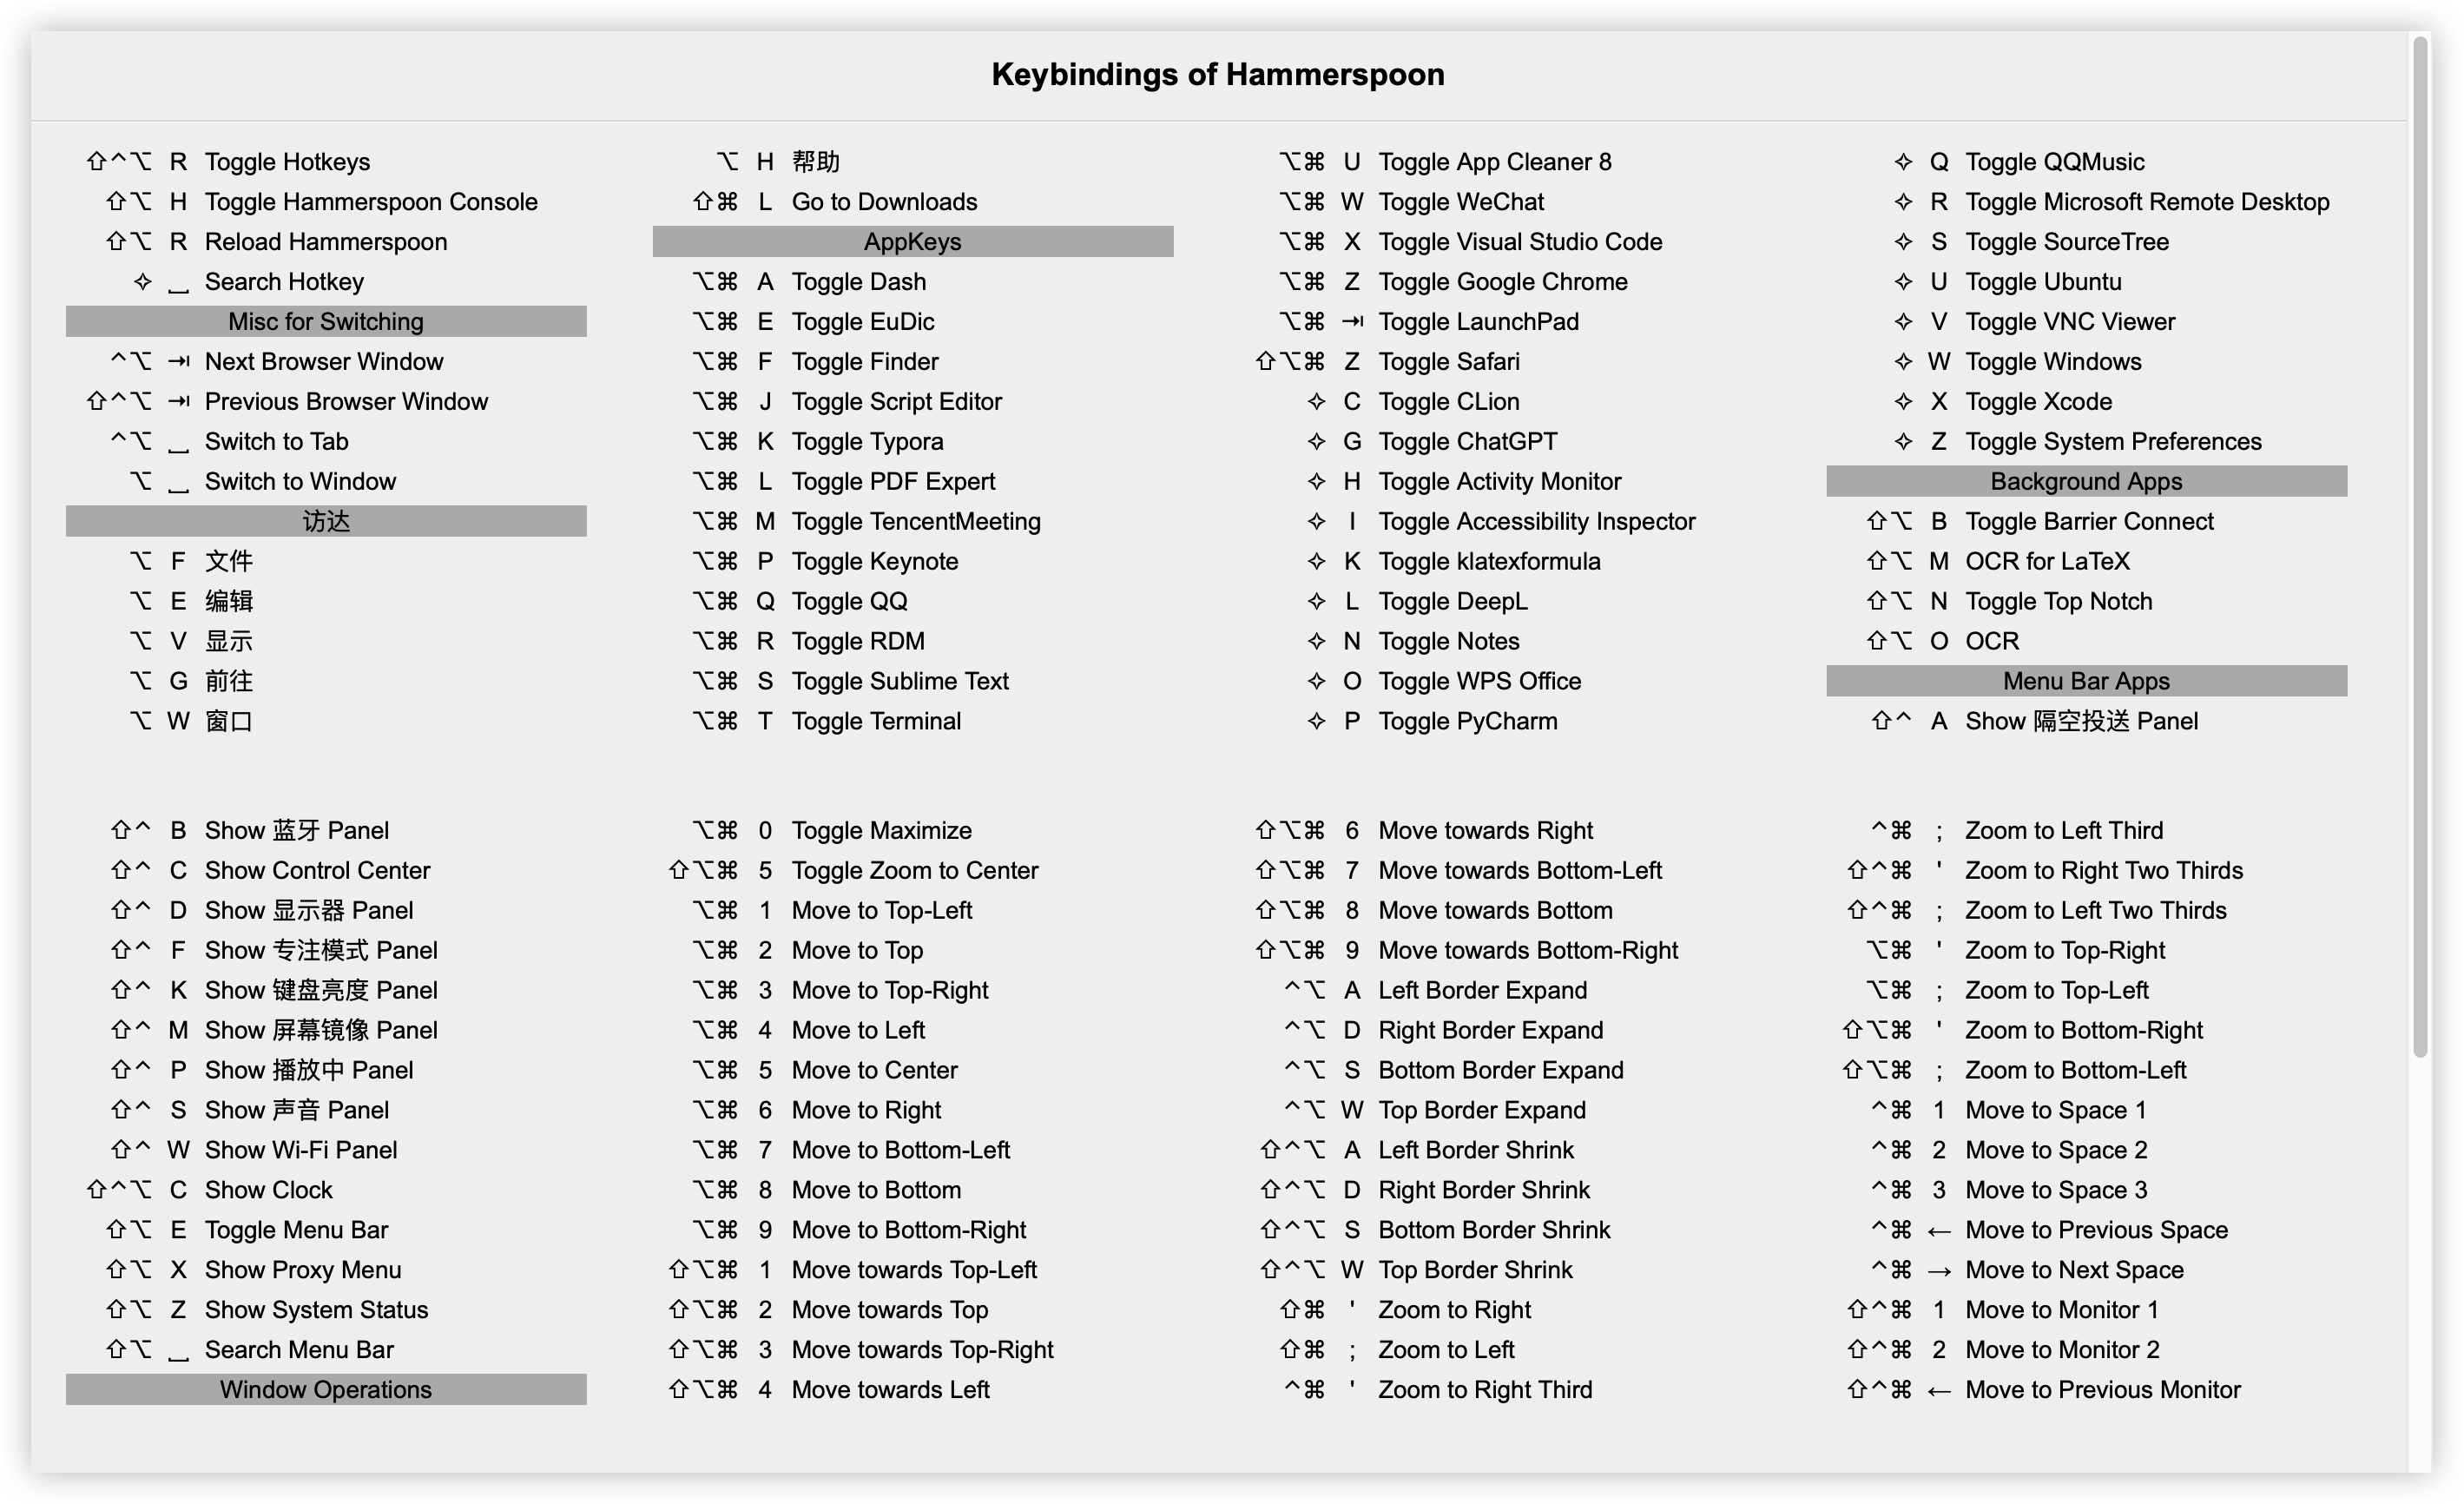 Keybindings of Hammerspoon
⇧⌃⌥ R Toggle Hotkeys
⇧⌥ H Toggle Hammerspoon Console
⇧⌥ R Reload Hammerspoon
✧ ⎵ Search Hotkey
Misc for Switching
⌃⌥ ⇥ Next Browser Window
⇧⌃⌥ ⇥ Previous Browser Window
⌃⌥ ⎵ Switch to Tab
⌥ ⎵ Switch to Window
访达
⌥ F 文件
⌥ E 编辑
⌥ V 显示
⌥ G 前往
⌥ W 窗口
⌥ H 帮助
⇧⌘ L Go to Downloads
AppKeys
⌥⌘ A Toggle Dash
⌥⌘ E Toggle EuDic
⌥⌘ F Toggle Finder
⌥⌘ J Toggle Script Editor
⌥⌘ K Toggle Typora
⌥⌘ L Toggle PDF Expert
⌥⌘ M Toggle TencentMeeting
⌥⌘ P Toggle Keynote
⌥⌘ Q Toggle QQ
⌥⌘ R Toggle RDM
⌥⌘ S Toggle Sublime Text
⌥⌘ T Toggle Terminal
⌥⌘ U Toggle App Cleaner 8
⌥⌘ W Toggle WeChat
⌥⌘ X Toggle Visual Studio Code
⌥⌘ Z Toggle Google Chrome
⌥⌘ ⇥ Toggle LaunchPad
⇧⌥⌘ Z Toggle Safari
✧ C Toggle CLion
✧ G Toggle ChatGPT
✧ H Toggle Activity Monitor
✧ I Toggle Accessibility Inspector
✧ K Toggle klatexformula
✧ L Toggle DeepL
✧ N Toggle Notes
✧ O Toggle WPS Office
✧ P Toggle PyCharm
✧ Q Toggle QQMusic
✧ R Toggle Microsoft Remote Desktop
✧ S Toggle SourceTree
✧ U Toggle Ubuntu
✧ V Toggle VNC Viewer
✧ W Toggle Windows
✧ X Toggle Xcode
✧ Z Toggle System Preferences
Background Apps
⇧⌥ B Toggle Barrier Connect
⇧⌥ M OCR for LaTeX
⇧⌥ N Toggle Top Notch
⇧⌥ O OCR
Menu Bar Apps
⇧⌃ A Show 隔空投送 Panel
⇧⌃ B Show 蓝牙 Panel
⇧⌃ C Show Control Center
⇧⌃ D Show 显示器 Panel
⇧⌃ F Show 专注模式 Panel
⇧⌃ K Show 键盘亮度 Panel
⇧⌃ M Show 屏幕镜像 Panel
⇧⌃ P Show 播放中 Panel
⇧⌃ S Show 声音 Panel
⇧⌃ W Show Wi-Fi Panel
⇧⌃⌥ C Show Clock
⇧⌥ E Toggle Menu Bar
⇧⌥ X Show Proxy Menu
⇧⌥ Z Show System Status
⇧⌥ ⎵ Search Menu Bar
Window Operations
⌥⌘ 0 Toggle Maximize
⇧⌥⌘ 5 Toggle Zoom to Center
⌥⌘ 1 Move to Top-Left
⌥⌘ 2 Move to Top
⌥⌘ 3 Move to Top-Right
⌥⌘ 4 Move to Left
⌥⌘ 5 Move to Center
⌥⌘ 6 Move to Right
⌥⌘ 7 Move to Bottom-Left
⌥⌘ 8 Move to Bottom
⌥⌘ 9 Move to Bottom-Right
⇧⌥⌘ 1 Move towards Top-Left
⇧⌥⌘ 2 Move towards Top
⇧⌥⌘ 3 Move towards Top-Right
⇧⌥⌘ 4 Move towards Left
⇧⌥⌘ 6 Move towards Right
⇧⌥⌘ 7 Move towards Bottom-Left
⇧⌥⌘ 8 Move towards Bottom
⇧⌥⌘ 9 Move towards Bottom-Right
⌃⌥ A Left Border Expand
⌃⌥ D Right Border Expand
⌃⌥ S Bottom Border Expand
⌃⌥ W Top Border Expand
⇧⌃⌥ A Left Border Shrink
⇧⌃⌥ D Right Border Shrink
⇧⌃⌥ S Bottom Border Shrink
⇧⌃⌥ W Top Border Shrink
⇧⌘ ' Zoom to Right
⇧⌘ ; Zoom to Left
⌃⌘ ' Zoom to Right Third
⌃⌘ ; Zoom to Left Third
⇧⌃⌘ ' Zoom to Right Two Thirds
⇧⌃⌘ ; Zoom to Left Two Thirds
⌥⌘ ' Zoom to Top-Right
⌥⌘ ; Zoom to Top-Left
⇧⌥⌘ ' Zoom to Bottom-Right
⇧⌥⌘ ; Zoom to Bottom-Left
⌃⌘ 1 Move to Space 1
⌃⌘ 2 Move to Space 2
⌃⌘ 3 Move to Space 3
⌃⌘ ← Move to Previous Space
⌃⌘ → Move to Next Space
⇧⌃⌘ 1 Move to Monitor 1
⇧⌃⌘ 2 Move to Monitor 2
⇧⌃⌘ ← Move to Previous Monitor